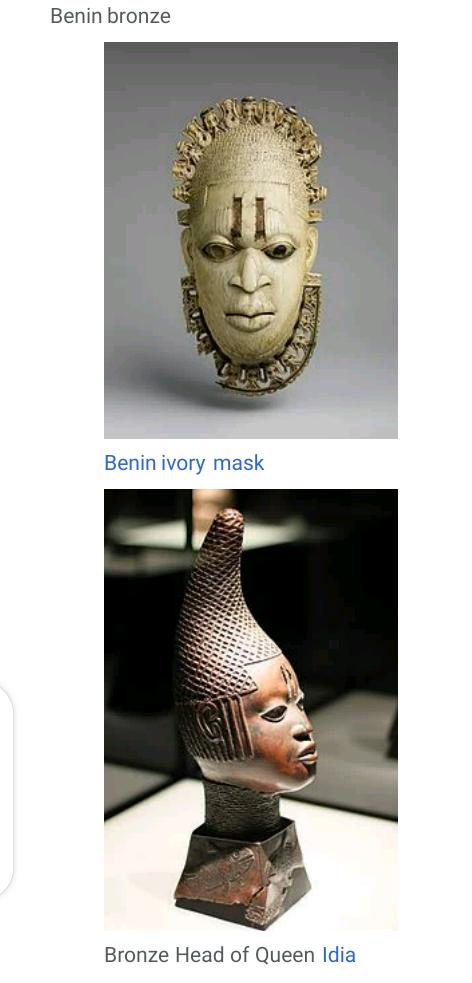 Benin bronze
Benin ivory mask
Bronze Head of Queen Idia